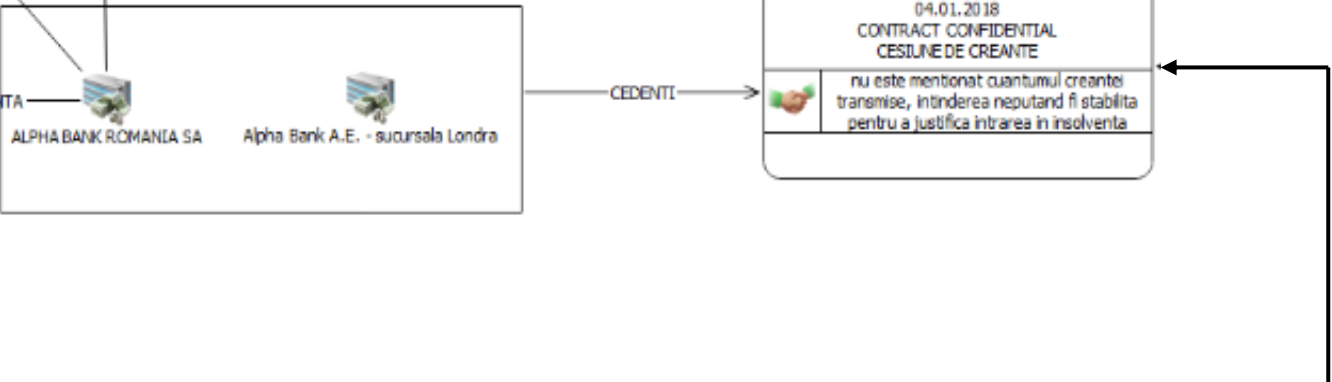 04.01.2018
CONTRACT CONFIDENTIAL
CESIUNE DE CREANTE
nu este mentionat cuantumul creantei
transmise, intinderea neputand fi stabilita
pentru a justifica intrarea in insolventa
CEDENTI
ITA
ALPHA BANK ROMANIA SA
Alpha Bank A.E. - sucursala Londra